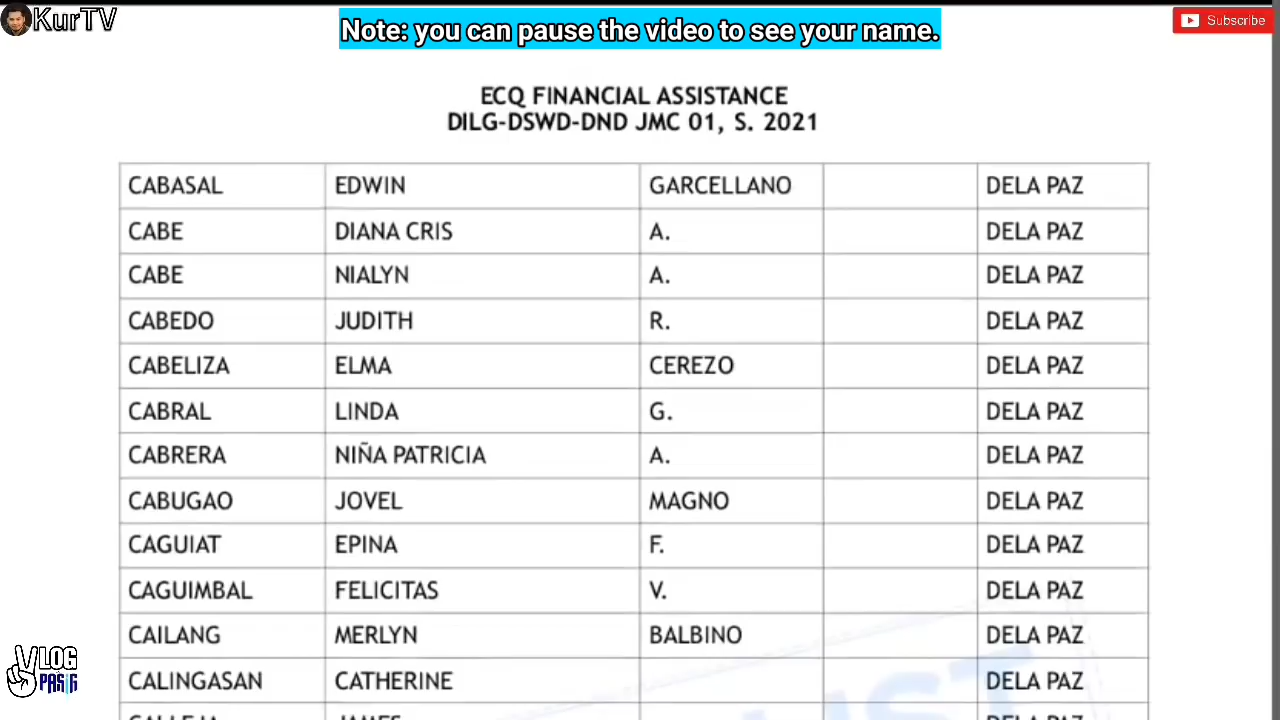 KurTV
Note: you can pause the video to see your name.
Subscribe
ECQ FINANCIAL ASSISTANCE
DILG-DSWD-DND JMC 01, S. 2021
CABASAL EDWIN GARCELLANO DELA PAZ
CABE DIANA CRIS A. DELA PAZ
CABE NIALYN A. DELA PAZ
CABEDO JUDITH R. DELA PAZ
CABELIZA ELMA CEREZO DELA PAZ
CABRAL LINDA G. DELA PAZ
CABRERA NIÑA PATRICIA A. DELA PAZ
CABUGAO JOVEL MAGNO DELA PAZ
CAGUIAT EPINA F. DELA PAZ
CAGUIMBAL FELICITAS V. DELA PAZ
CAILANG MERLYN BALBINO DELA PAZ
CALINGASAN CATHERINE DELA PAZ
VLOG
PASIG